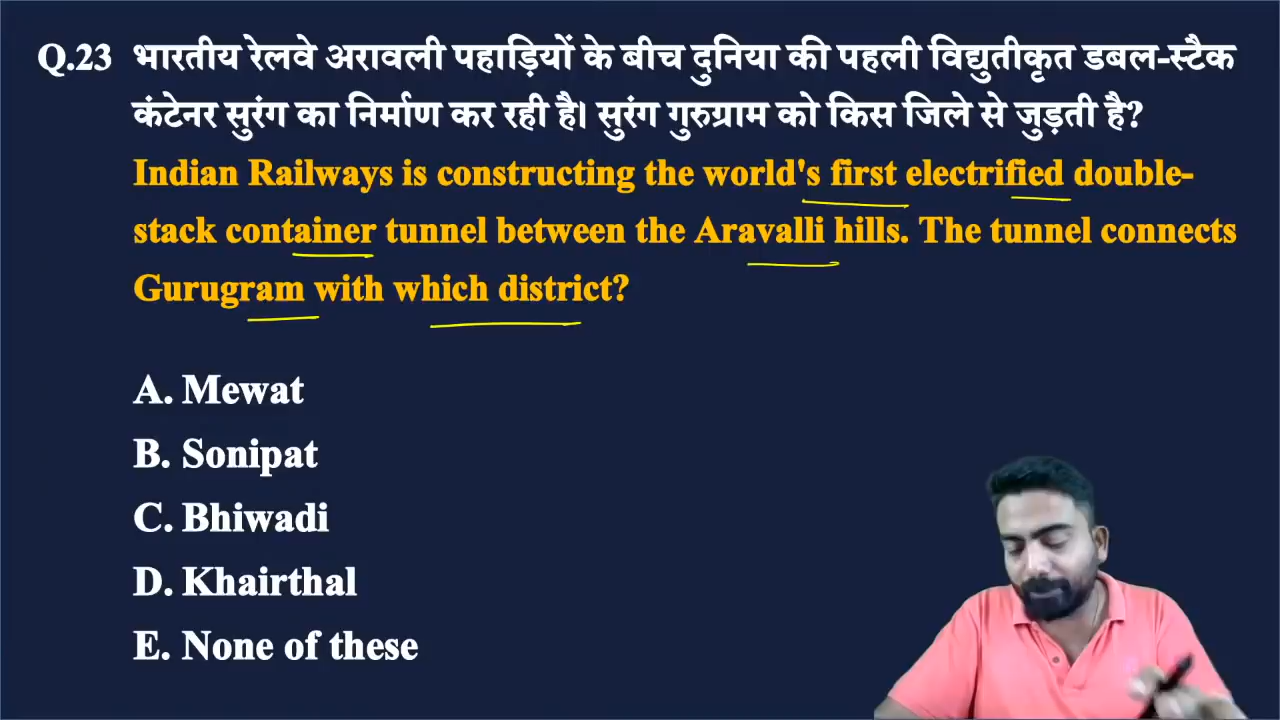 Q.23 भारतीय रेलवे अरावली पहाड़ियों के बीच दुनिया की पहली विद्युतीकृत डबल-स्टैक
कंटेनर सुरंग का निर्माण कर रही है। सुरंग गुरुग्राम को किस जिले से जुड़ती है?
Indian Railways is constructing the world's first electrified double-
stack container tunnel between the Aravalli hills. The tunnel connects
Gurugram with which district?
A. Mewat
B. Sonipat
C. Bhiwadi
D. Khairthal
E. None of these